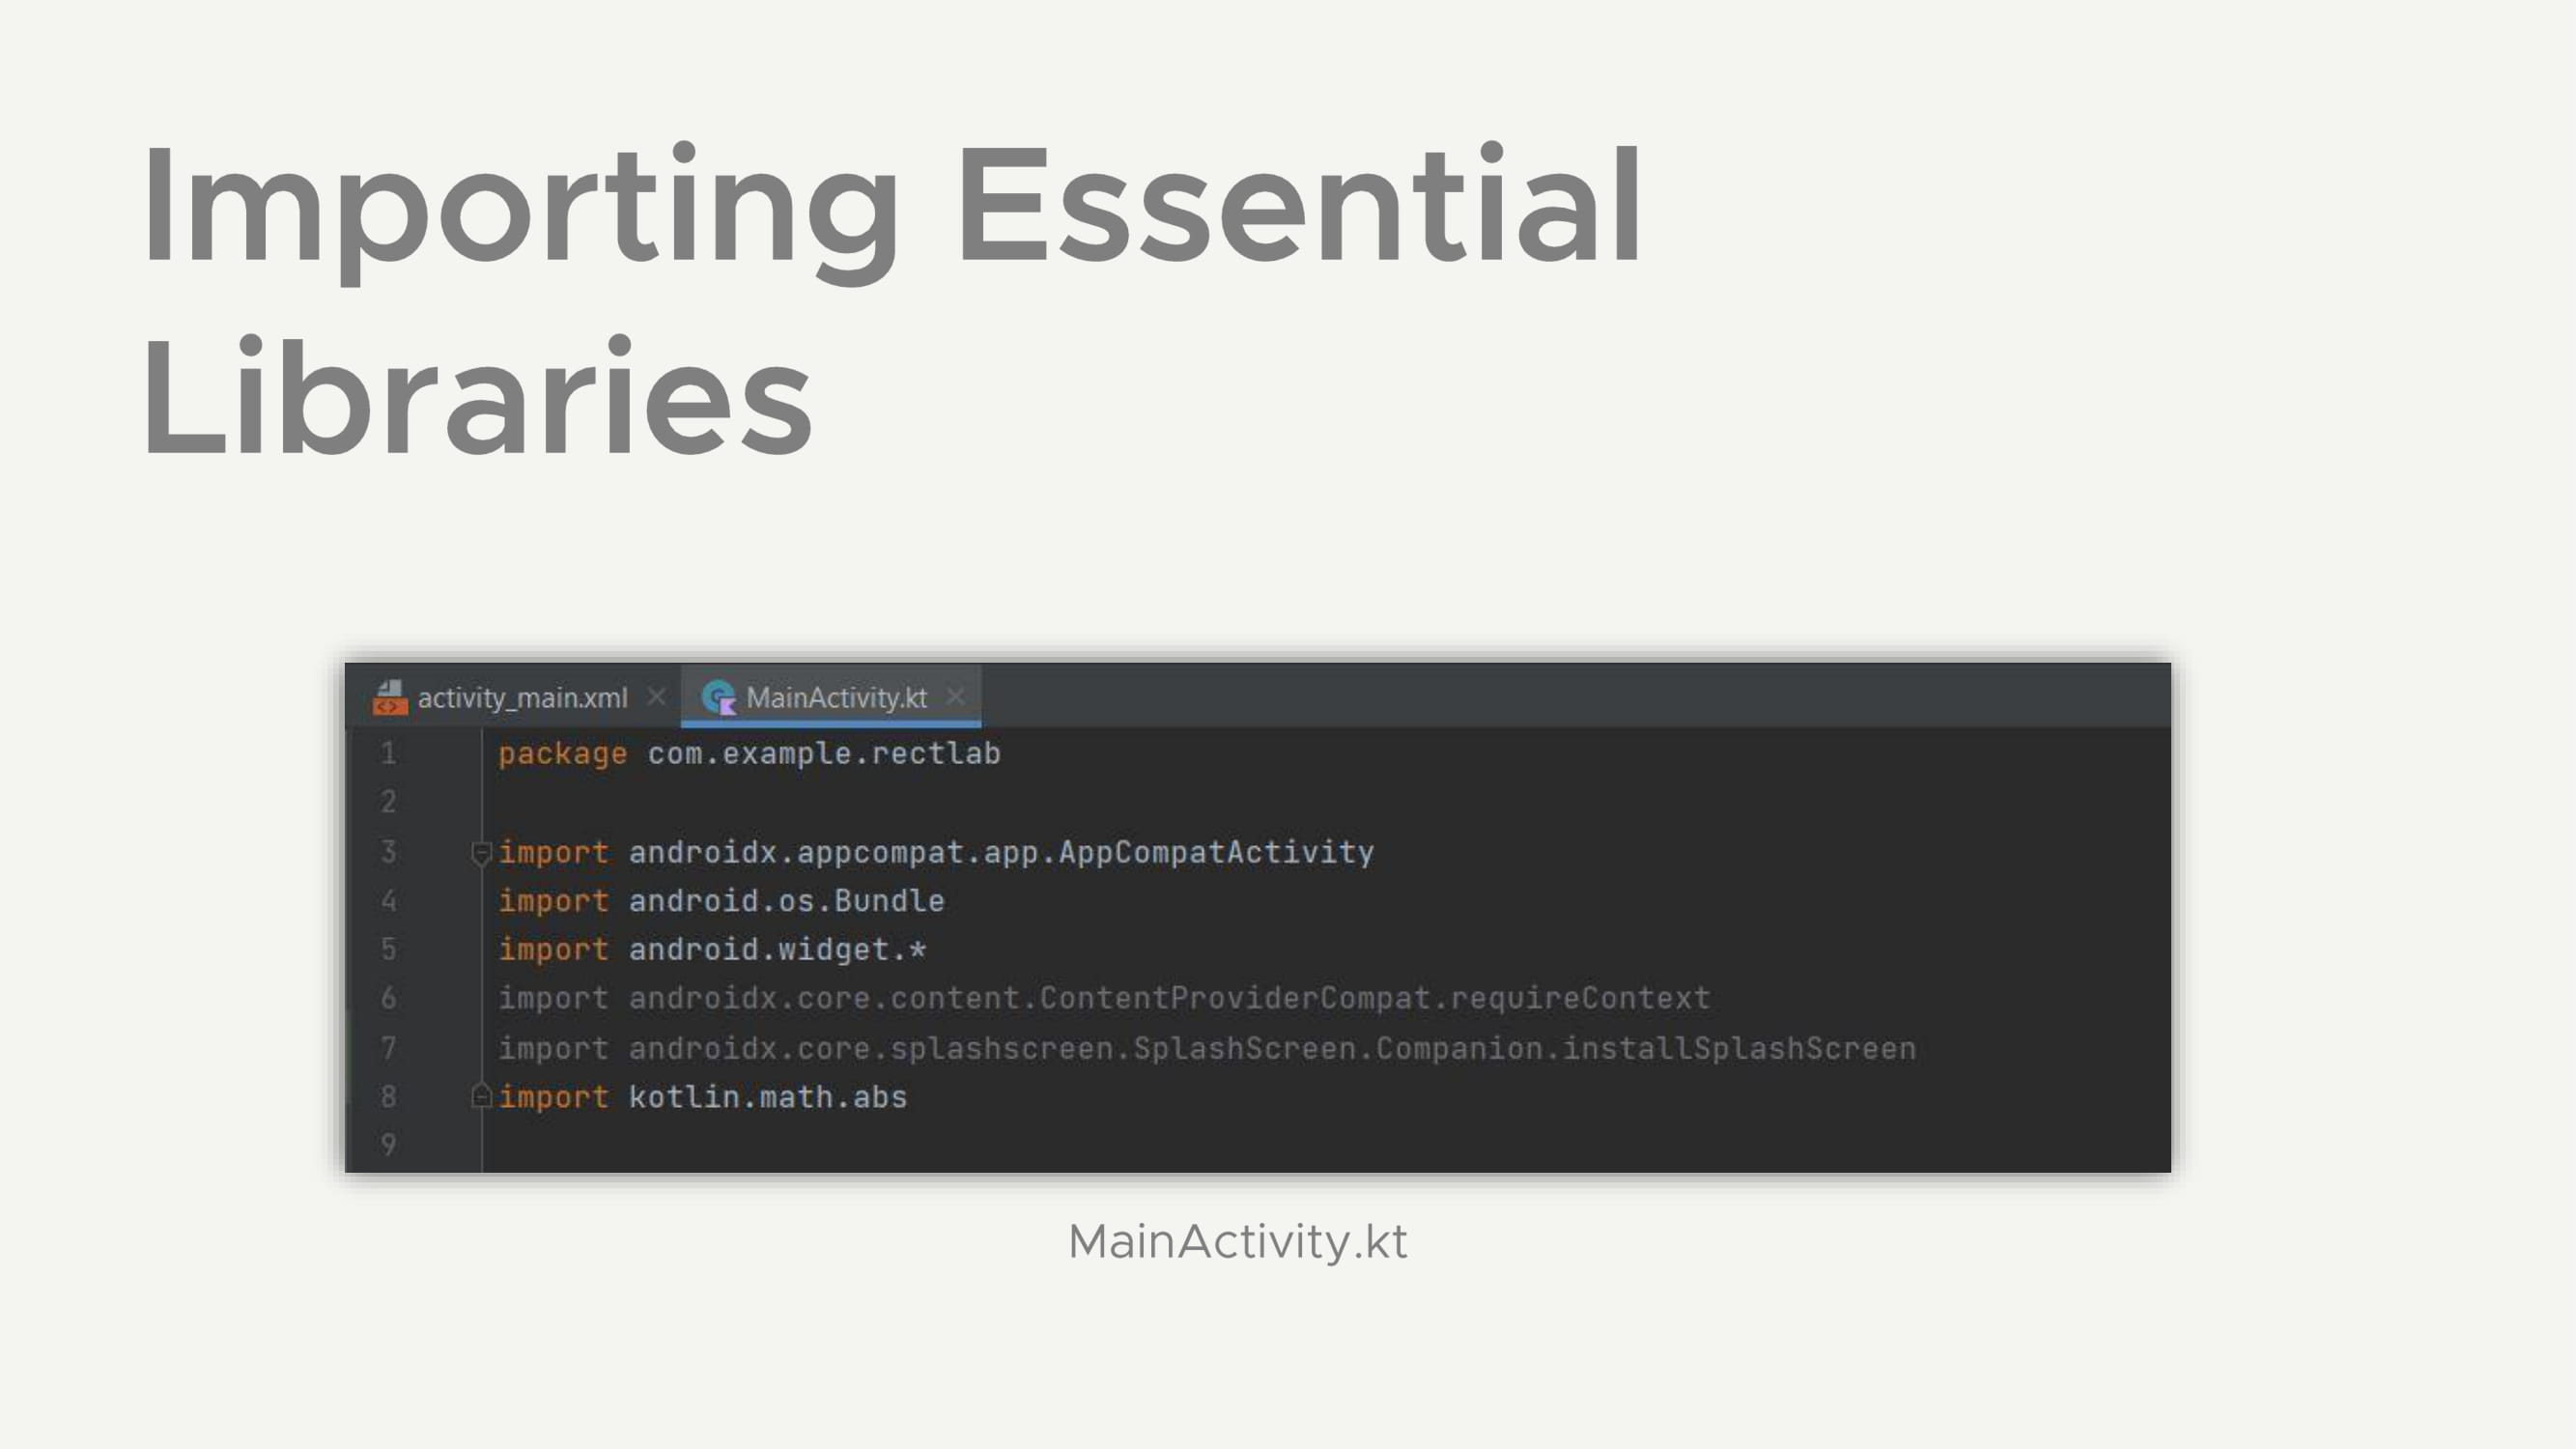 Importing Essential
Libraries
activity_main.xml MainActivity.kt
1 package com.example.rectlab
2
3 import androidx.appcompat.app.AppCompatActivity
4 import android.os.Bundle
5 import android.widget.*
6 import androidx.core.content.ContentProviderCompat.requireContext
7 import androidx.core.splashscreen.SplashScreen.Companion.installSplashScreen
8 import kotlin.math.abs
9
MainActivity.kt